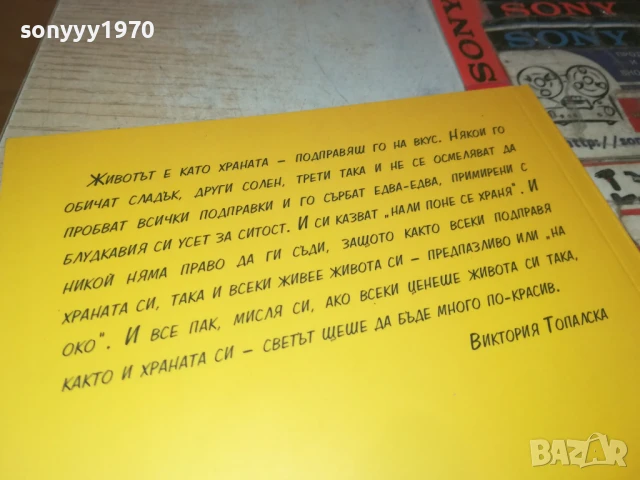 sonyyy1970
SONY
SONY
SONY
http://
Животът е като храната – подправяш го на вкус. Някои го
обичат сладък, други солен, трети така и не се осмеляват да
пробват всички подправки и го сърбат едва-едва, примирени с
блудкавия си усет за ситост. И си казват „нали поне се храня". И
никой няма право да ги съди, защото както всеки подправя
храната си, така и всеки живее живота си – предпазливо или „на
око". И все пак, мисля си, ако всеки ценеше живота си така,
както и храната си – светът щеше да бъде много по-красив.
Виктория Топалска
BAZAR